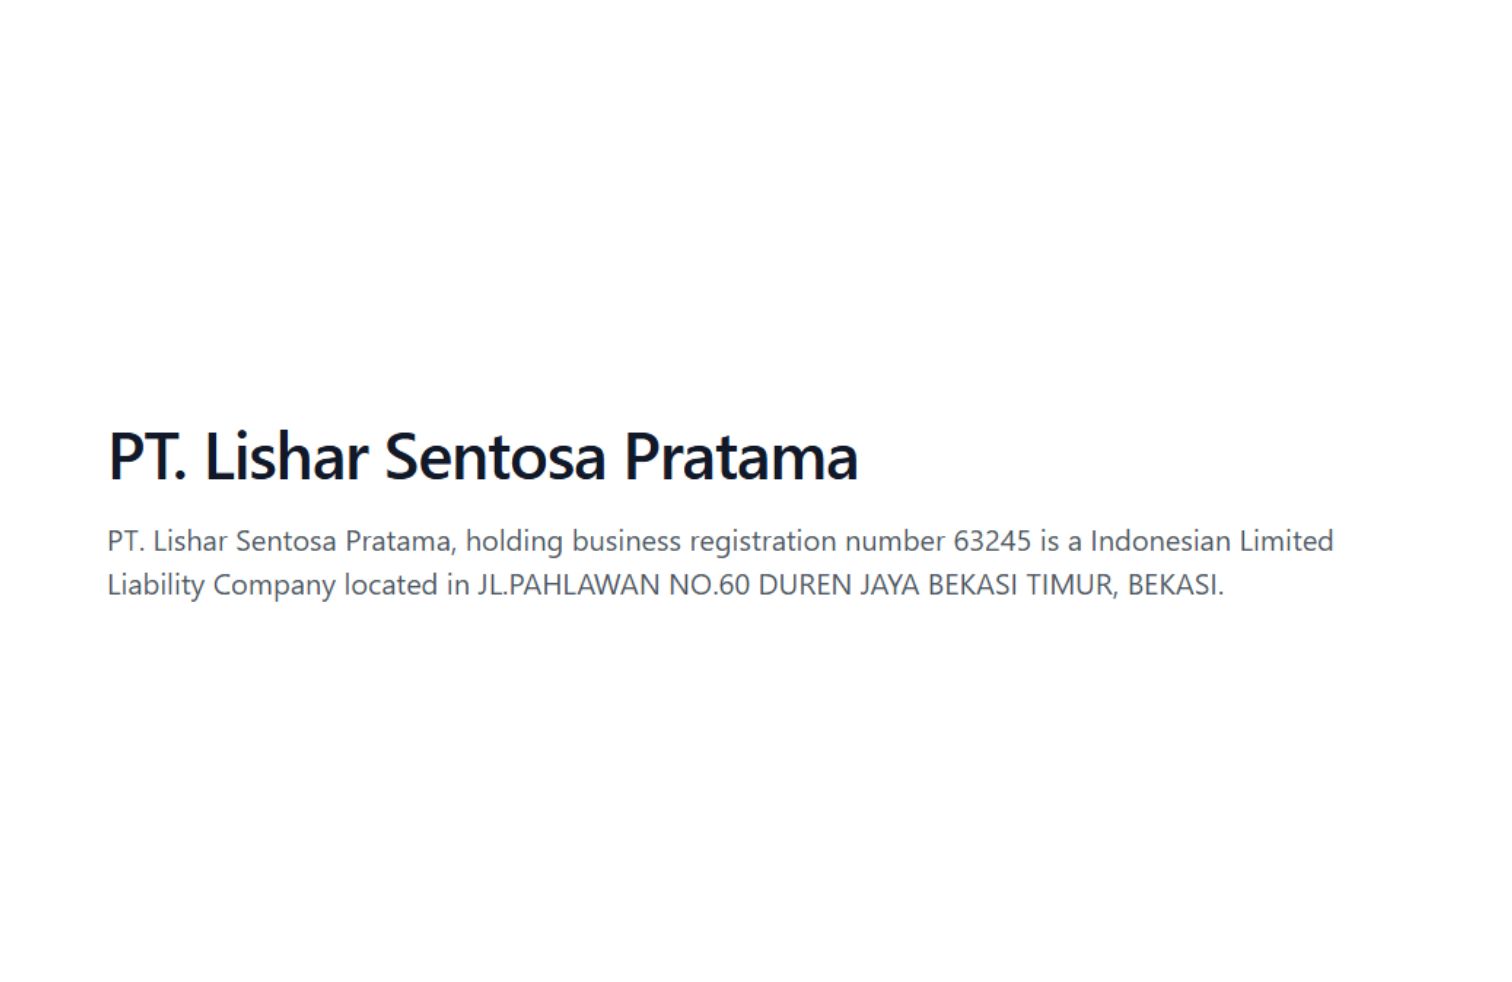 PT. Lishar Sentosa Pratama
PT. Lishar Sentosa Pratama, holding business registration number 63245 is a Indonesian Limited
Liability Company located in JL.PAHLAWAN NO.60 DUREN JAYA BEKASI TIMUR, BEKASI.